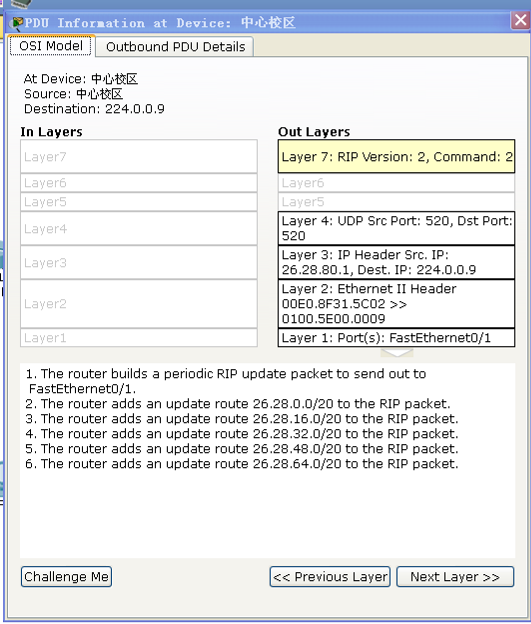 PDU Information at Device: 中心校区
OSI Model
Outbound PDU Details
At Device: 中心校区
Source: 中心校区
Destination: 224.0.0.9
In Layers
Layer7
Layer6
Layer5
Layer4
Layer3
Layer2
Layer1
Out Layers
Layer 7: RIP Version: 2, Command: 2
Layer6
Layer5
Layer 4: UDP Src Port: 520, Dst Port:
520
Layer 3: IP Header Src. IP:
26.28.80.1, Dest. IP: 224.0.0.9
Layer 2: Ethernet II Header
00E0.8F31.5C02 >>
0100.5E00.0009
Layer 1: Port(s): FastEthernet0/1
1. The router builds a periodic RIP update packet to send out to
FastEthernet0/1.
2. The router adds an update route 26.28.0.0/20 to the RIP packet.
3. The router adds an update route 26.28.16.0/20 to the RIP packet.
4. The router adds an update route 26.28.32.0/20 to the RIP packet.
5. The router adds an update route 26.28.48.0/20 to the RIP packet.
6. The router adds an update route 26.28.64.0/20 to the RIP packet.
Challenge Me
<< Previous Layer
Next Layer >>